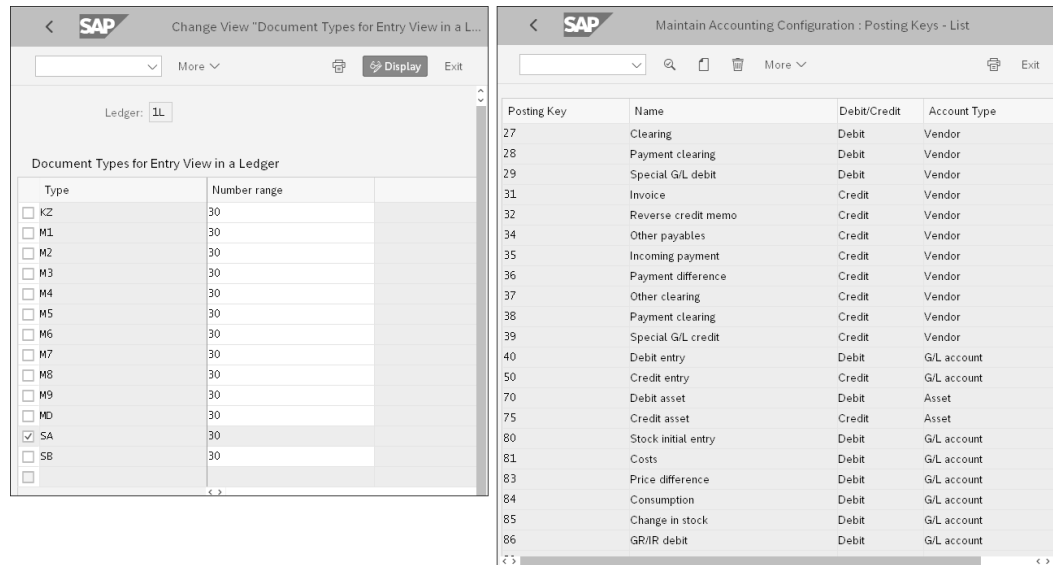 SAP Change View "Document Types for Entry View in a L...
More Display Exit
Ledger: 1L
Document Types for Entry View in a Ledger
Type Number range
KZ 30
M1 30
M2 30
M3 30
M4 30
M5 30
M6 30
M7 30
M8 30
M9 30
MD 30
SA 30
SB 30
SAP Maintain Accounting Configuration : Posting Keys - List
More Exit
Posting Key Name Debit/Credit Account Type
27 Clearing Debit Vendor
28 Payment clearing Debit Vendor
29 Special G/L debit Debit Vendor
31 Invoice Credit Vendor
32 Reverse credit memo Credit Vendor
34 Other payables Credit Vendor
35 Incoming payment Credit Vendor
36 Payment difference Credit Vendor
37 Other clearing Credit Vendor
38 Payment clearing Credit Vendor
39 Special G/L credit Credit Vendor
40 Debit entry Debit G/L account
50 Credit entry Credit G/L account
70 Debit asset Debit Asset
75 Credit asset Credit Asset
80 Stock initial entry Debit G/L account
81 Costs Debit G/L account
83 Price difference Debit G/L account
84 Consumption Debit G/L account
85 Change in stock Debit G/L account
86 GR/IR debit Debit G/L account